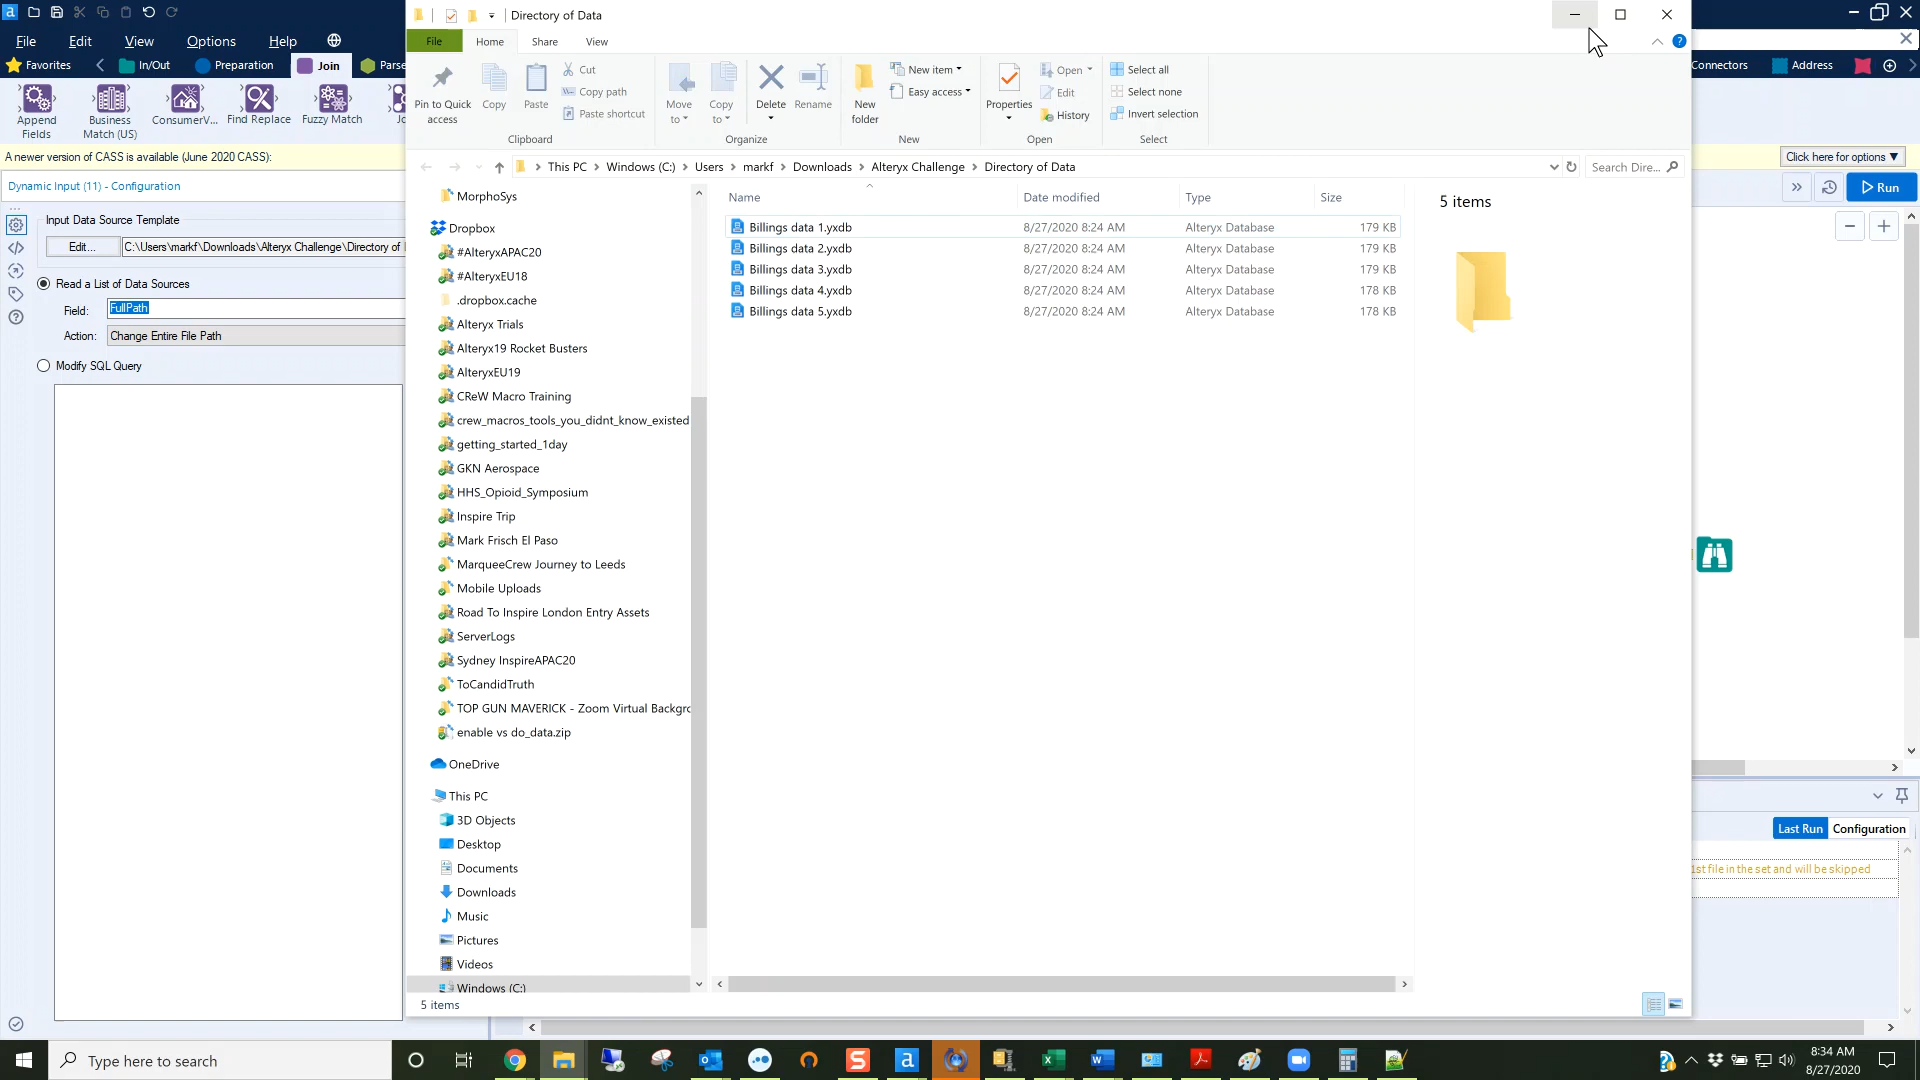 Directory of Data
File Edit View Options Help
File Home Share View
Favorites In/Out Preparation Join Parse
Connectors Address
Append Fields
Business Match (US)
ConsumerV...
Find Replace
Fuzzy Match
Pin to Quick access
Copy
Paste
Cut
Copy path
Paste shortcut
Clipboard
Move to
Copy to
Delete
Rename
Organize
New folder
New item
Easy access
New
Properties
Open
Edit
History
Open
Select all
Select none
Invert selection
Select
A newer version of CASS is available (June 2020 CASS):
Click here for options
This PC Windows (C:) Users markf Downloads Alteryx Challenge Directory of Data
Search Dire...
Dynamic Input (11) - Configuration
Run
Input Data Source Template
Edit... C:\Users\markf\Downloads\Alteryx Challenge\Directory of
Read a List of Data Sources
Field: FullPath
Action: Change Entire File Path
Modify SQL Query
MorphoSys
Dropbox
#AlteryxAPAC20
#AlteryxEU18
.dropbox.cache
Alteryx Trials
Alteryx19 Rocket Busters
AlteryxEU19
CReW Macro Training
crew_macros_tools_you_didnt_know_existed
getting_started_1day
GKN Aerospace
HHS_Opioid_Symposium
Inspire Trip
Mark Frisch El Paso
MarqueeCrew Journey to Leeds
Mobile Uploads
Road To Inspire London Entry Assets
ServerLogs
Sydney InspireAPAC20
ToCandidTruth
TOP GUN MAVERICK - Zoom Virtual Backgro
enable vs do_data.zip
OneDrive
This PC
3D Objects
Desktop
Documents
Downloads
Music
Pictures
Videos
Windows (C:)
Name Date modified Type Size
Billings data 1.yxdb 8/27/2020 8:24 AM Alteryx Database 179 KB
Billings data 2.yxdb 8/27/2020 8:24 AM Alteryx Database 179 KB
Billings data 3.yxdb 8/27/2020 8:24 AM Alteryx Database 179 KB
Billings data 4.yxdb 8/27/2020 8:24 AM Alteryx Database 178 KB
Billings data 5.yxdb 8/27/2020 8:24 AM Alteryx Database 178 KB
5 items
Last Run Configuration
1st file in the set and will be skipped
5 items
Type here to search
8:34 AM
8/27/2020